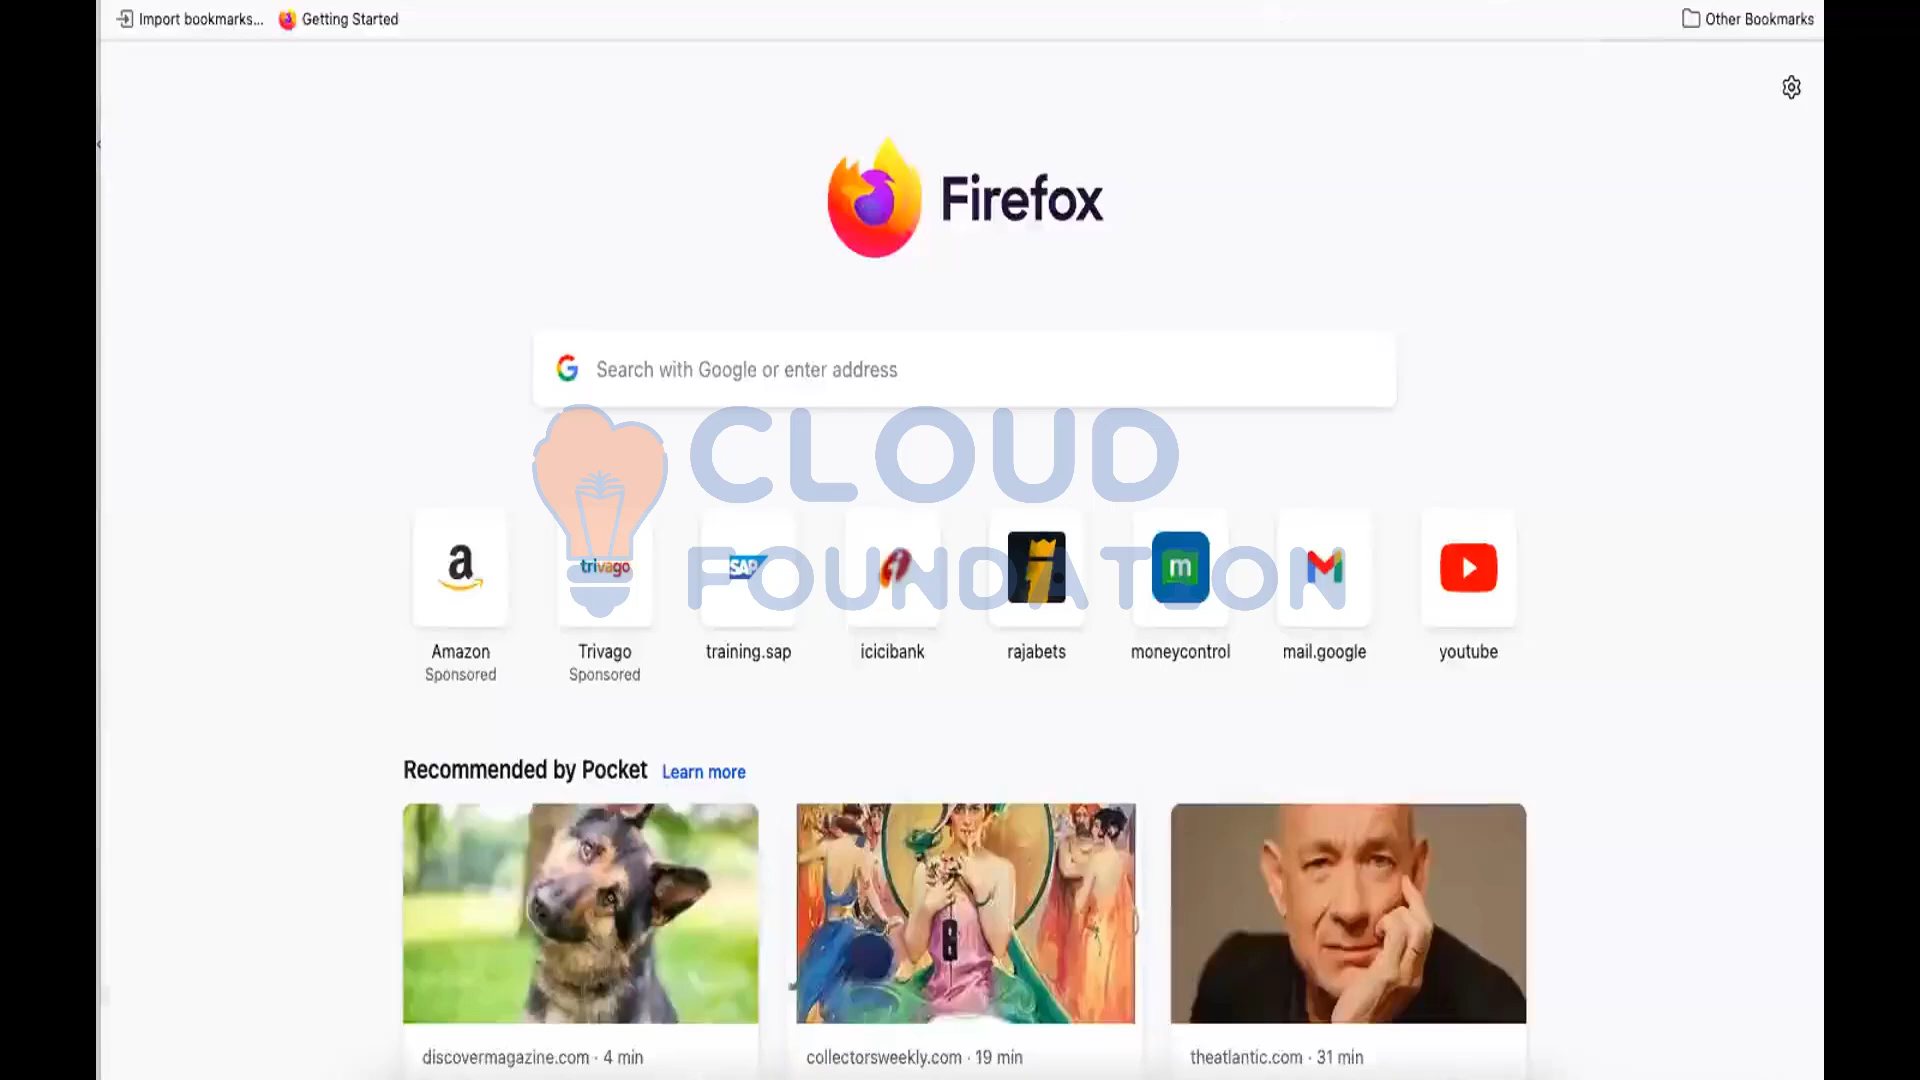 Import bookmarks...
Getting Started
Other Bookmarks
Firefox
Search with Google or enter address
CLOUD
FOUNDATION
a
trivago
SAP
m
Amazon
Sponsored
Trivago
Sponsored
training.sap
icicibank
rajabets
moneycontrol
mail.google
youtube
Recommended by Pocket Learn more
discovermagazine.com · 4 min
collectorsweekly.com · 19 min
theatlantic.com · 31 min